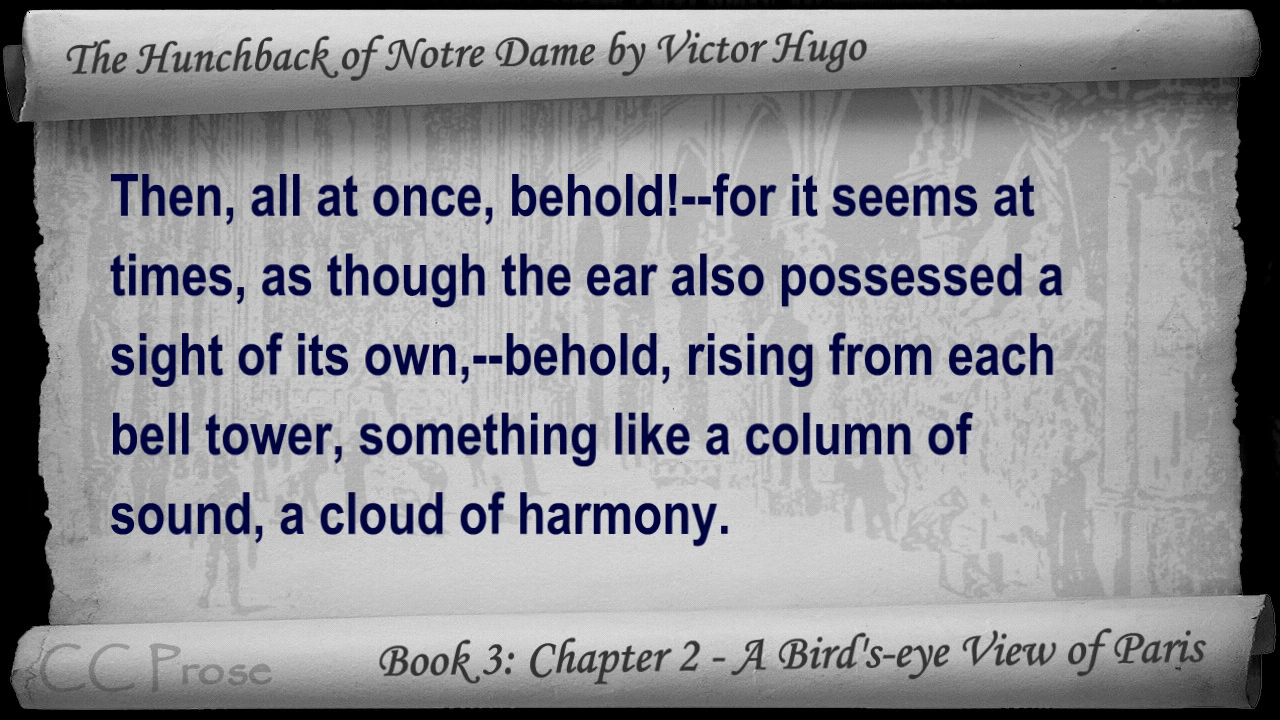 The Hunchback of Notre Dame by Victor Hugo
Then, all at once, behold!--for it seems at
times, as though the ear also possessed a
sight of its own,--behold, rising from each
bell tower, something like a column of
sound, a cloud of harmony.
CC Prose
Book 3: Chapter 2 - A Bird's-eye View of Paris